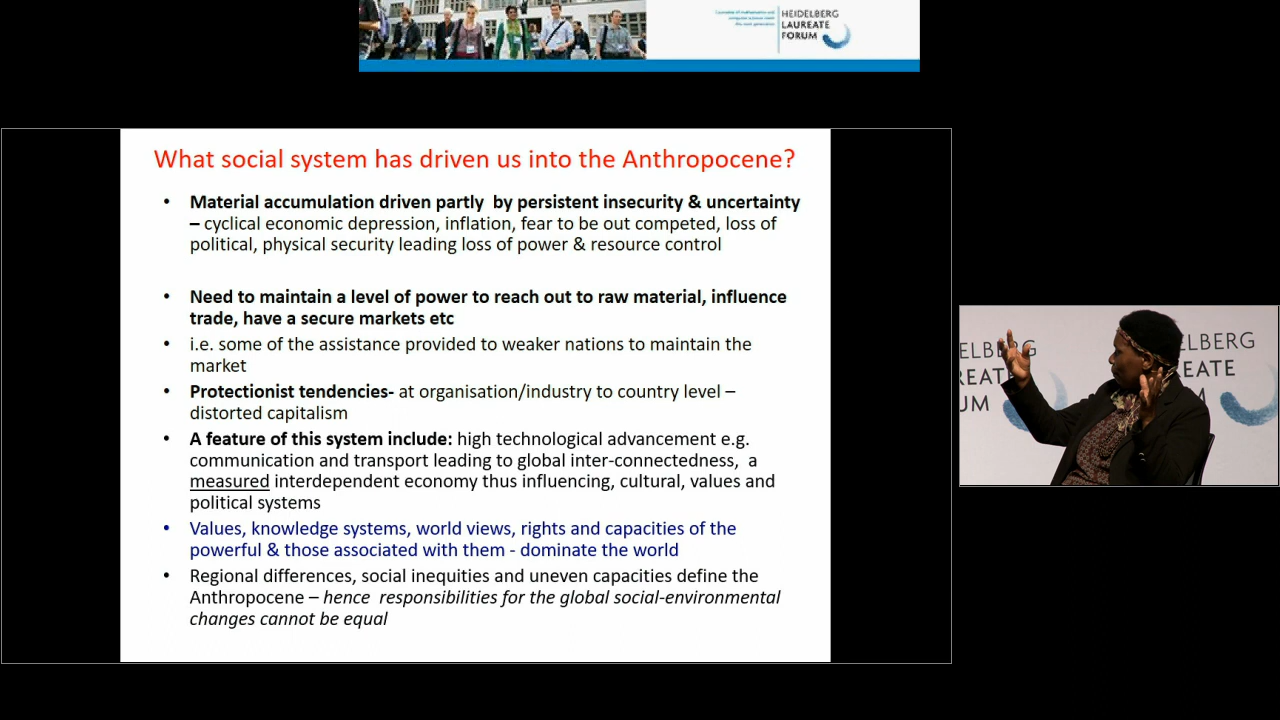 HEIDELBERG
LAUREATE
FORUM
What social system has driven us into the Anthropocene?
• Material accumulation driven partly by persistent insecurity & uncertainty
– cyclical economic depression, inflation, fear to be out competed, loss of
political, physical security leading loss of power & resource control
• Need to maintain a level of power to reach out to raw material, influence
trade, have a secure markets etc
• i.e. some of the assistance provided to weaker nations to maintain the
market
• Protectionist tendencies- at organisation/industry to country level –
distorted capitalism
• A feature of this system include: high technological advancement e.g.
communication and transport leading to global inter-connectedness, a
measured interdependent economy thus influencing, cultural, values and
political systems
• Values, knowledge systems, world views, rights and capacities of the
powerful & those associated with them - dominate the world
• Regional differences, social inequities and uneven capacities define the
Anthropocene – hence responsibilities for the global social-environmental
changes cannot be equal
ELBERG
REAT
UM
ELBERG
EATE
UM